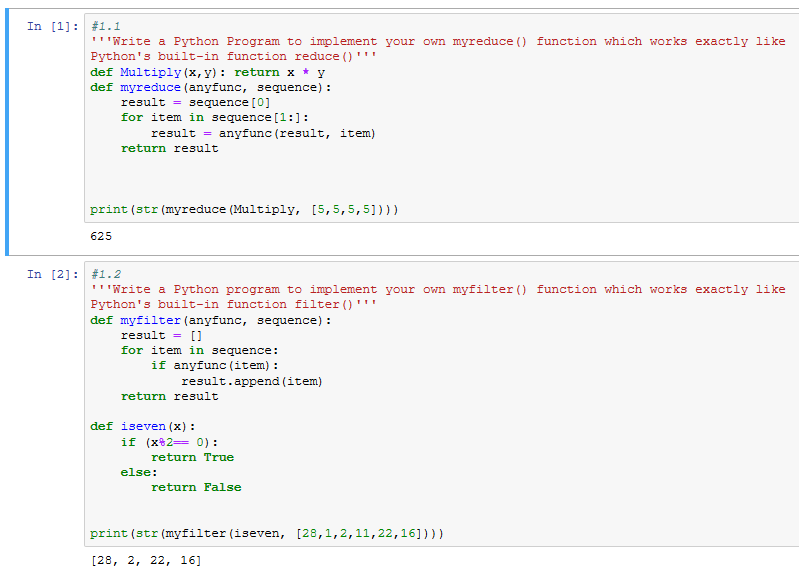 In [1]: #1.1
'''Write a Python Program to implement your own myreduce() function which works exactly like
Python's built-in function reduce()'''
def Multiply(x,y): return x * y
def myreduce(anyfunc, sequence):
    result = sequence[0]
    for item in sequence[1:]:
        result = anyfunc(result, item)
    return result
print(str(myreduce(Multiply, [5,5,5,5])))
625
In [2]: #1.2
'''Write a Python program to implement your own myfilter() function which works exactly like
Python's built-in function filter()'''
def myfilter(anyfunc, sequence):
    result = []
    for item in sequence:
        if anyfunc(item):
            result.append(item)
    return result
def iseven(x):
    if (x%2== 0):
        return True
    else:
        return False
print(str(myfilter(iseven, [28,1,2,11,22,16])))
[28, 2, 22, 16]